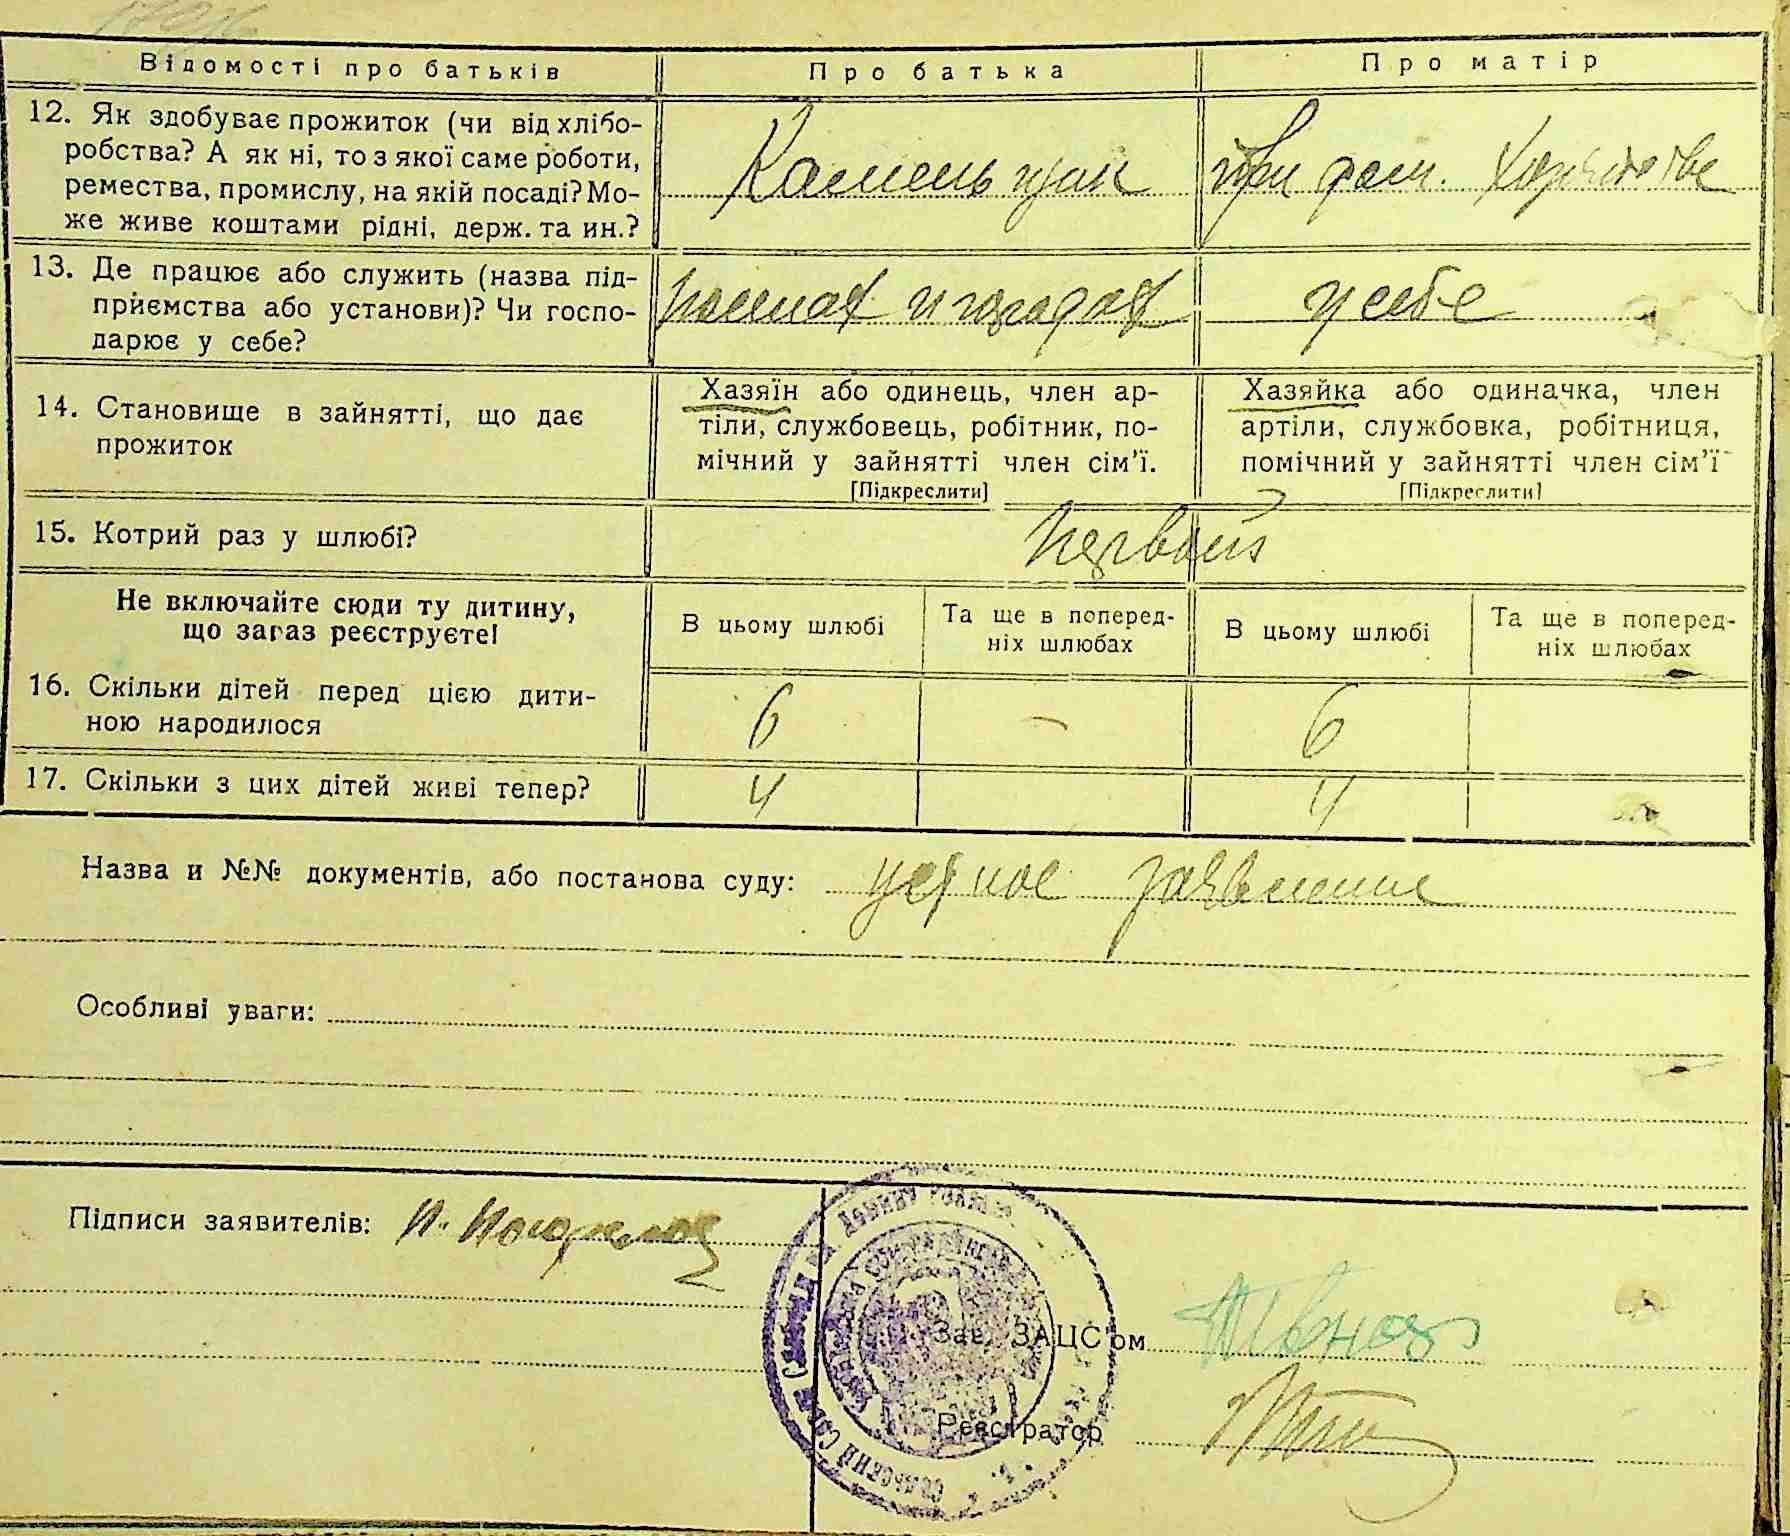 Відомості про батьків Про батька Про матір
12. Як здобуває прожиток (чи від хлібо-
робства? А як ні, то з якої саме роботи,
ремества, промислу, на якій посаді? Мо-
же живе коштами рідні, держ. та ин.?
Каменьщик
При дом. хозяйстве
13. Де працює або служить (назва під-
приємства або установи)? Чи госпо-
дарює у себе?
у себе
14. Становище в зайнятті, що дає
прожиток
Хазяїн або одинець, член ар-
тіли, службовець, робітник, по-
мічний у зайнятті член сім’ї.
[Підкреслити]
Хазяйка або одиначка, член
артіли, службовка, робітниця,
помічний у зайнятті член сім’ї
[Підкреслити]
15. Котрий раз у шлюбі?
Первый
Не включайте сюди ту дитину,
що зараз реєструєте!
В цьому шлюбі
Та ще в поперед-
ніх шлюбах
В цьому шлюбі
Та ще в поперед-
ніх шлюбах
16. Скільки дітей перед цією дити-
ною народилося
6 – 6
17. Скільки з цих дітей живі тепер?
4 4
Назва и №№ документів, або постанова суду: устное заявление
Особливі уваги:
Підписи заявителів:
Зав. ЗАЦС'ом
Реєстратор